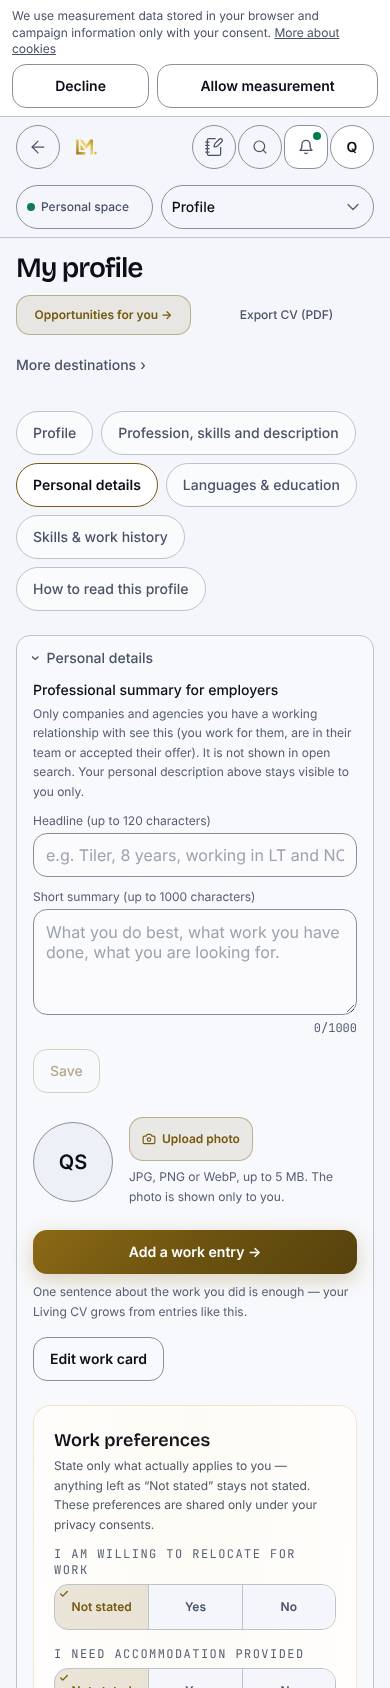 We use measurement data stored in your browser and
campaign information only with your consent. More about
cookies
Decline
Allow measurement
LM.
Q
Personal space
Profile
My profile
Opportunities for you →
Export CV (PDF)
More destinations ›
Profile
Profession, skills and description
Personal details
Languages & education
Skills & work history
How to read this profile
Personal details
Professional summary for employers
Only companies and agencies you have a working
relationship with see this (you work for them, are in their
team or accepted their offer). It is not shown in open
search. Your personal description above stays visible to
you only.
Headline (up to 120 characters)
e.g. Tiler, 8 years, working in LT and NO
Short summary (up to 1000 characters)
What you do best, what work you have
done, what you are looking for.
0/1000
Save
QS
Upload photo
JPG, PNG or WebP, up to 5 MB. The
photo is shown only to you.
Add a work entry →
One sentence about the work you did is enough — your
Living CV grows from entries like this.
Edit work card
Work preferences
State only what actually applies to you —
anything left as “Not stated” stays not stated.
These preferences are shared only under your
privacy consents.
I AM WILLING TO RELOCATE FOR
WORK
Not stated
Yes
No
I NEED ACCOMMODATION PROVIDED